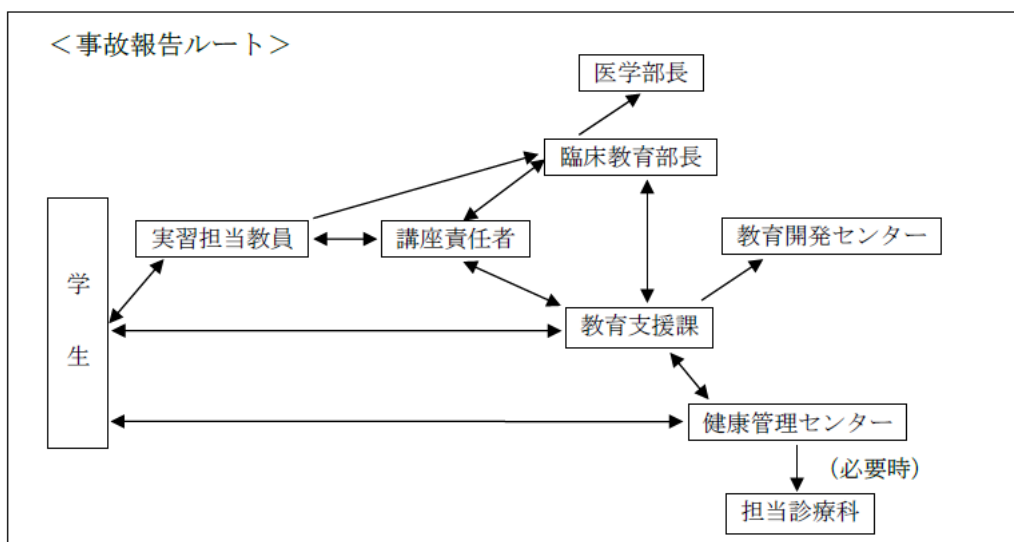 ＜事故報告ルート＞
医学部長
臨床教育部長
実習担当教員
講座責任者
教育開発センター
学生
教育支援課
健康管理センター
（必要時）
担当診療科